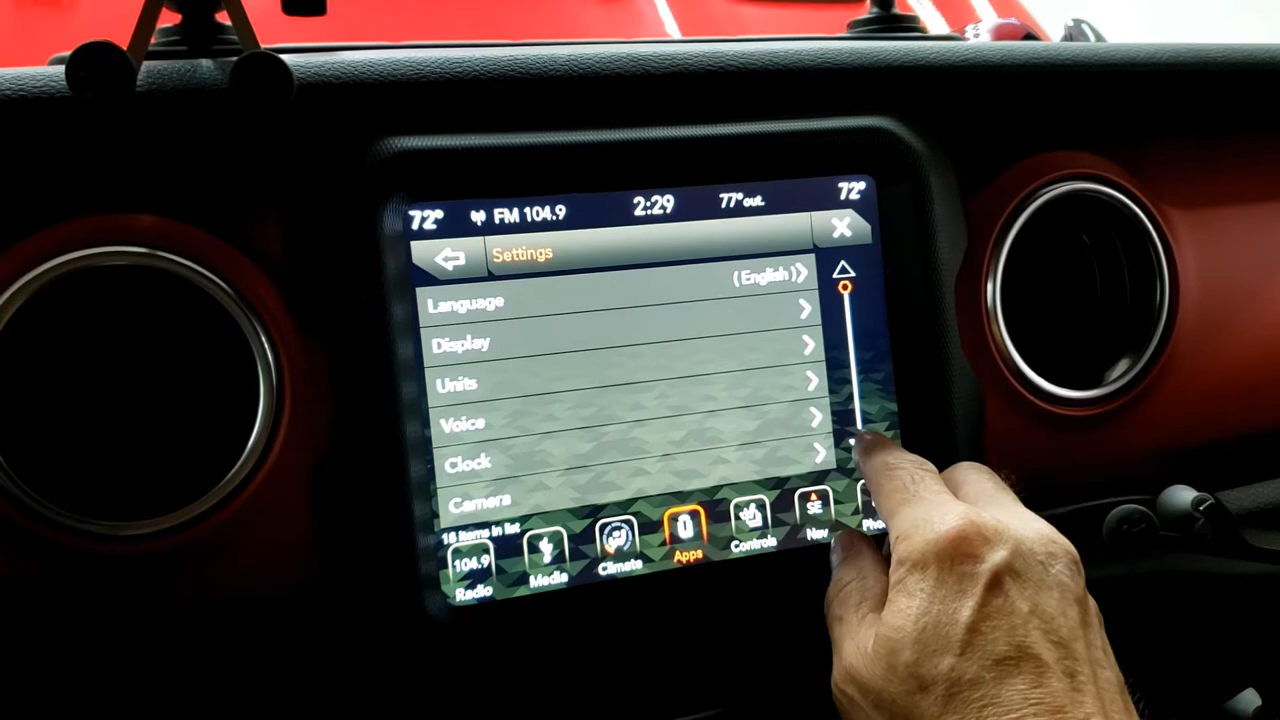 72° FM 104.9 2:29 77°out. 72°
Settings
Language (English)
Display
Units
Voice
Clock
Camera
18 items in list
104.9 SE
Radio Media Climate Apps Controls Nav